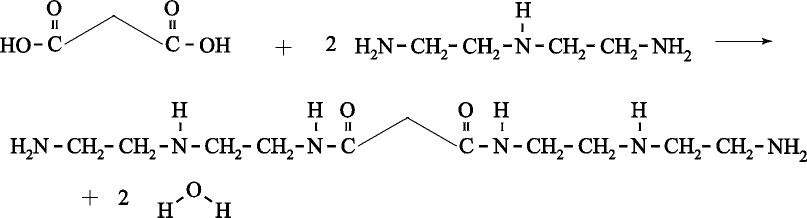 O O H
HO-C C-OH + 2 H₂N-CH₂-CH₂-N-CH₂-CH₂-NH₂
H H O O H H
H₂N-CH₂-CH₂-N-CH₂-CH₂-N-C C-N-CH₂-CH₂-N-CH₂-CH₂-NH₂
+ 2 H O H